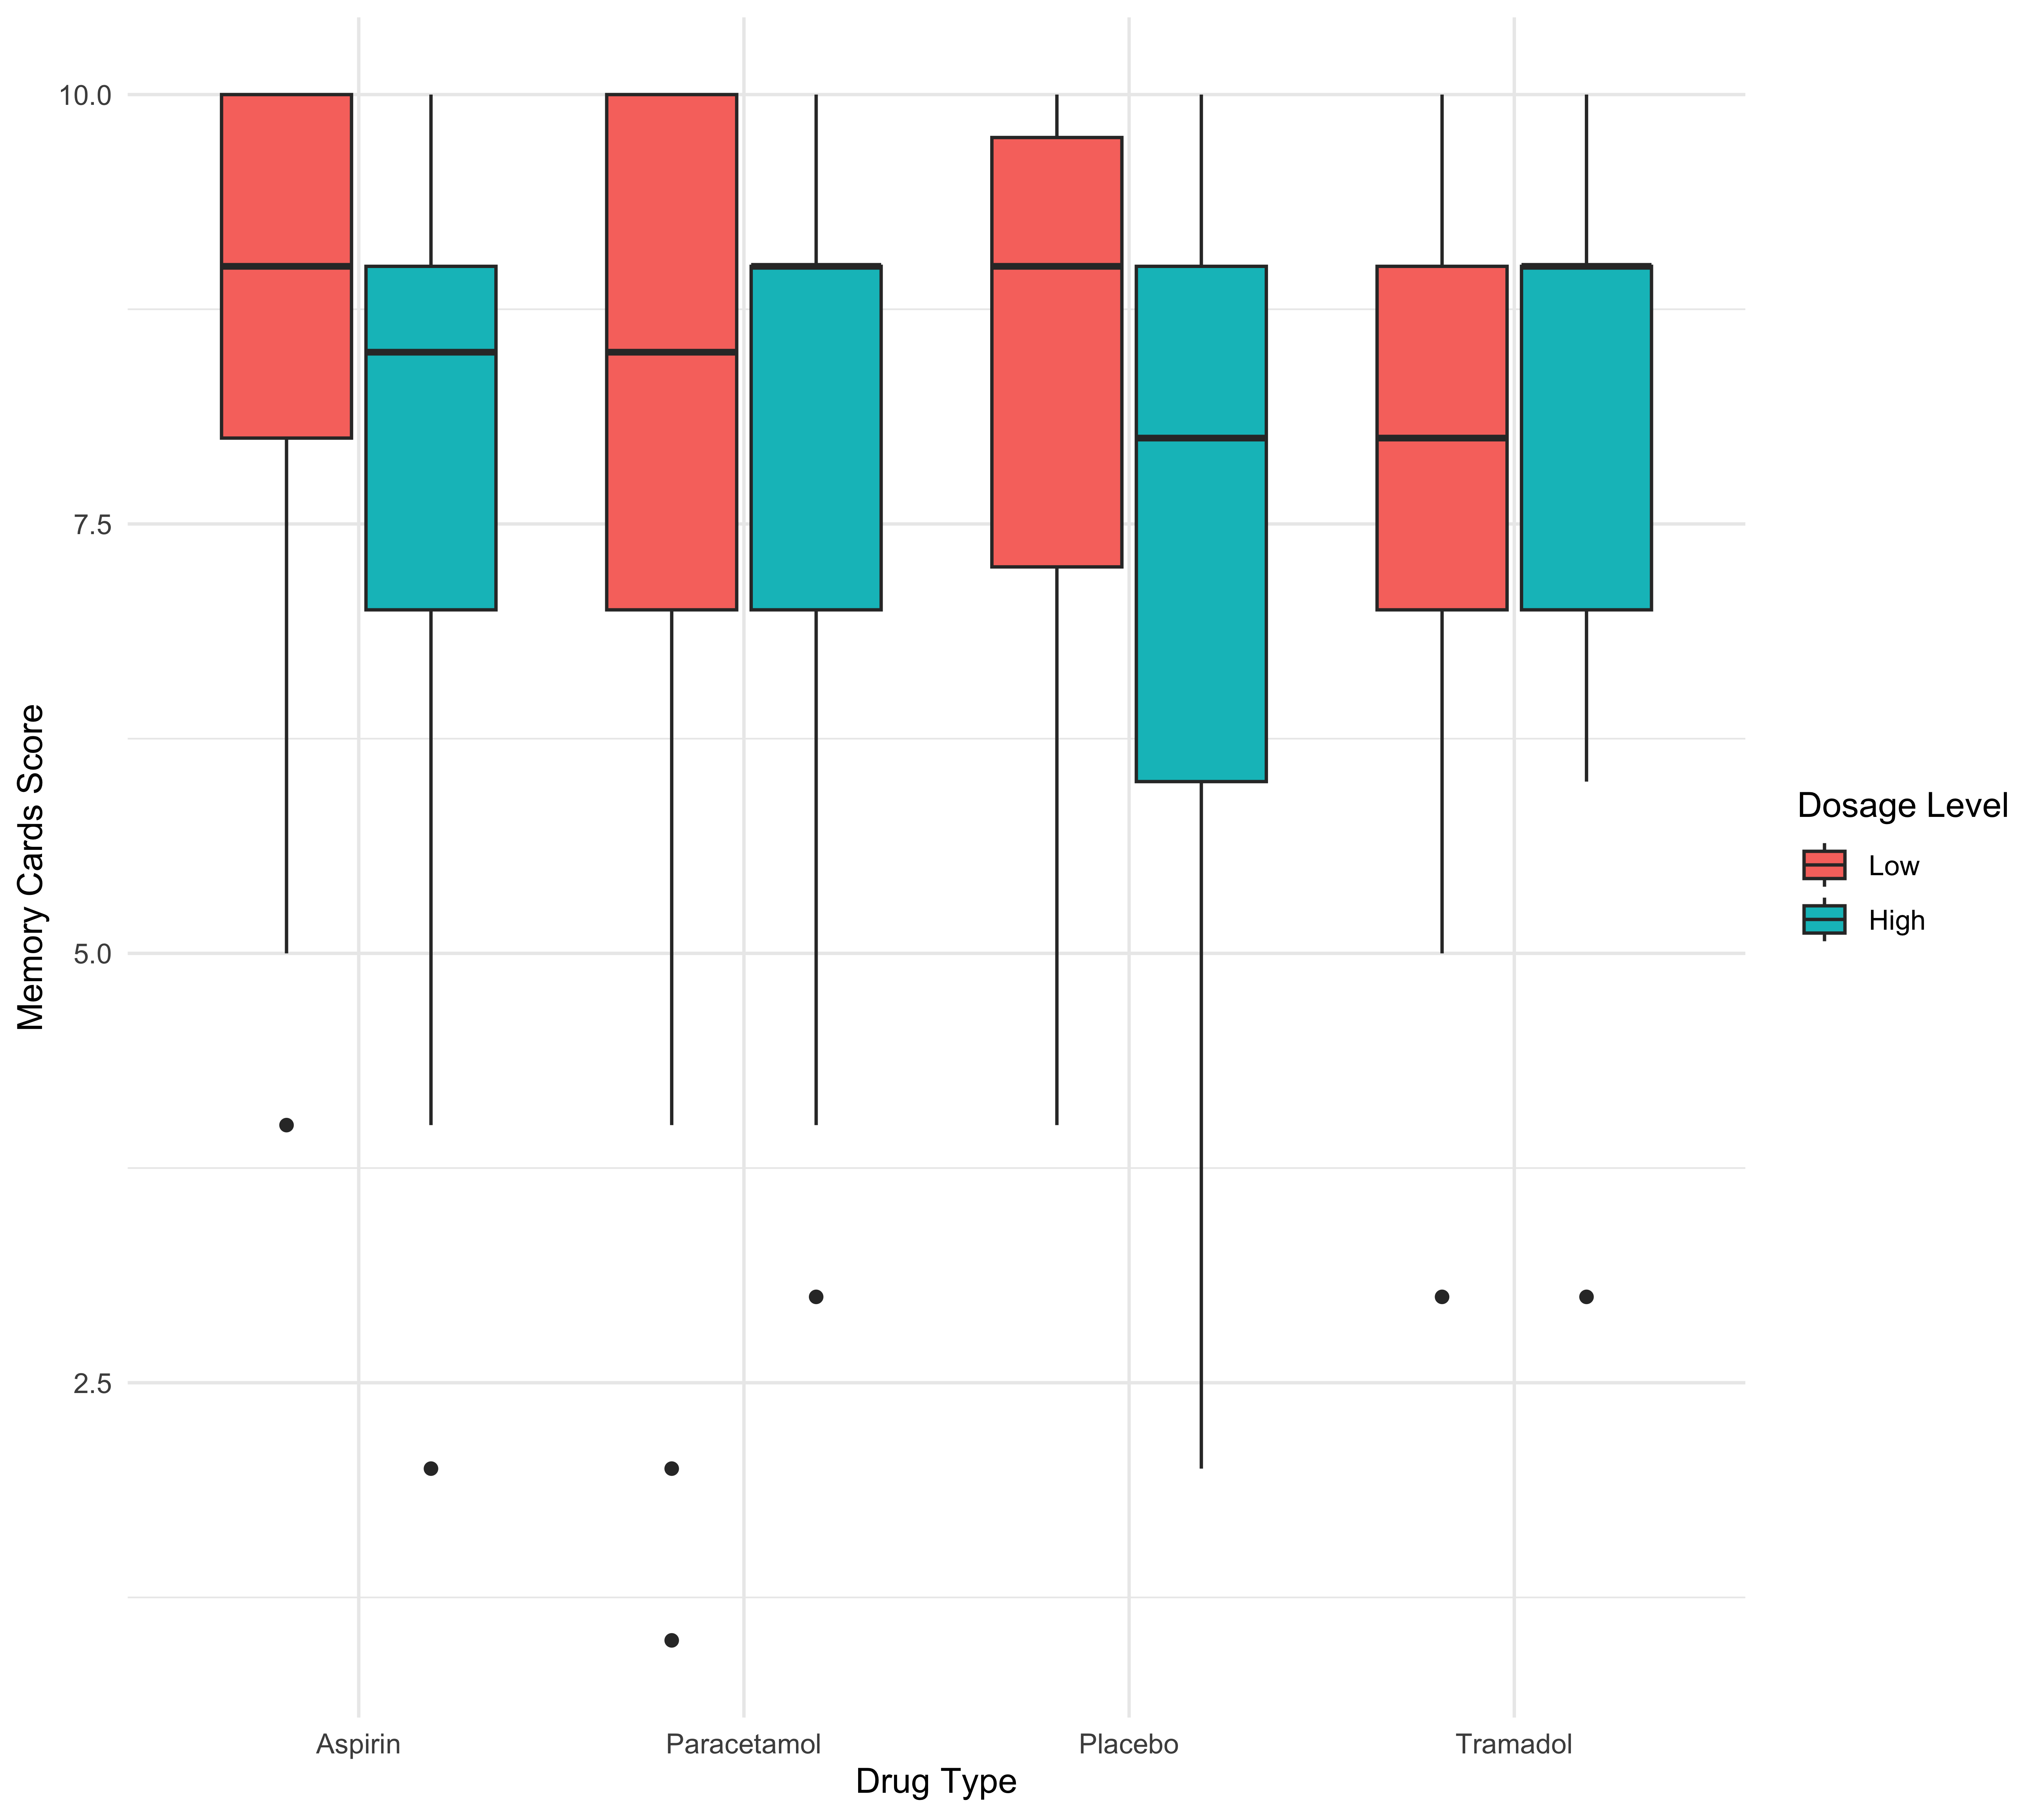 10.0
7.5
5.0
2.5
Memory Cards Score
Aspirin
Paracetamol
Placebo
Tramadol
Drug Type
Dosage Level
Low
High